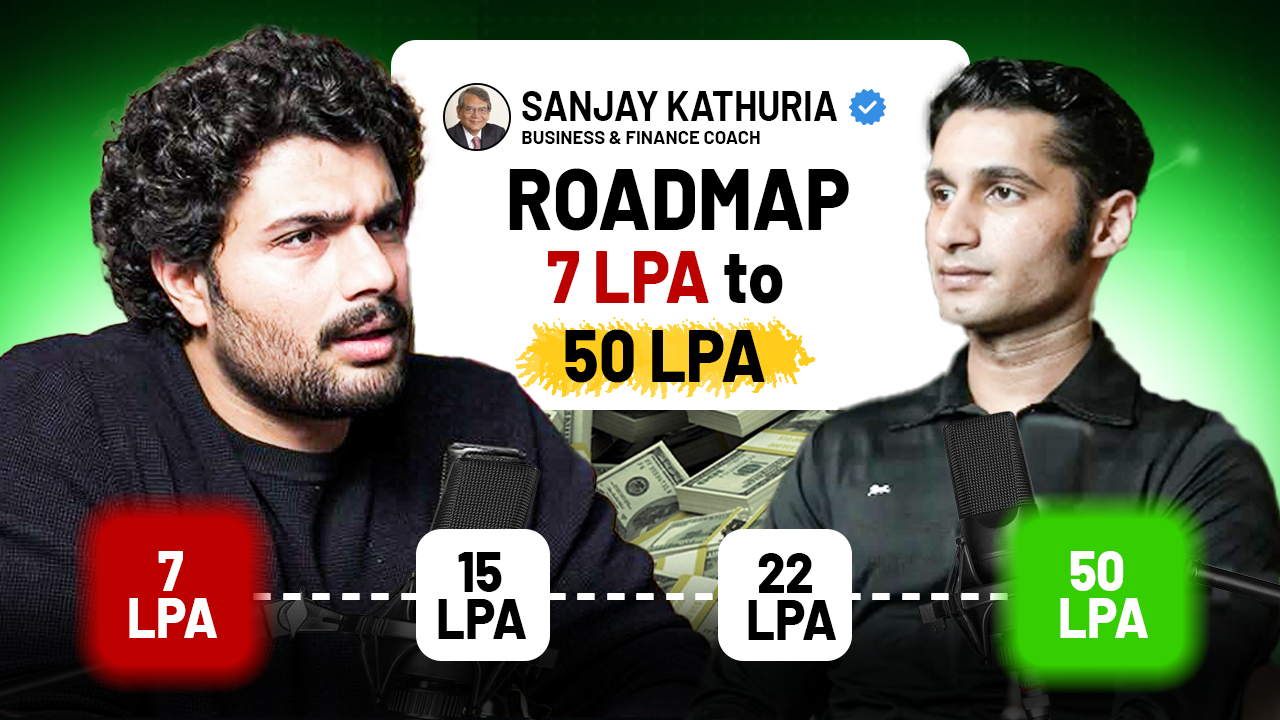 SANJAY KATHURIA
BUSINESS & FINANCE COACH
ROADMAP
7 LPA to
50 LPA
7
LPA
15
LPA
22
LPA
50
LPA